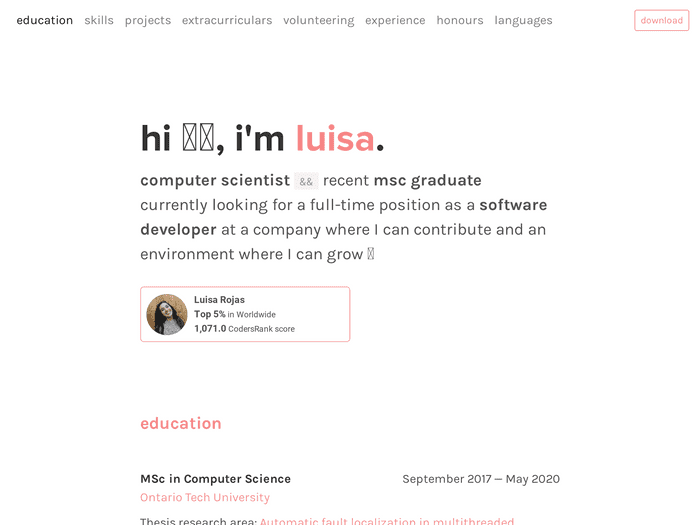 education skills projects extracurriculars volunteering experience honours languages download
hi , i'm luisa.
computer scientist && recent msc graduate
currently looking for a full-time position as a software
developer at a company where I can contribute and an
environment where I can grow
Luisa Rojas
Top 5% in Worldwide
1,071.0 CodersRank score
education
MSc in Computer Science September 2017 — May 2020
Ontario Tech University
Thesis research area: Automatic fault localization in multithreaded